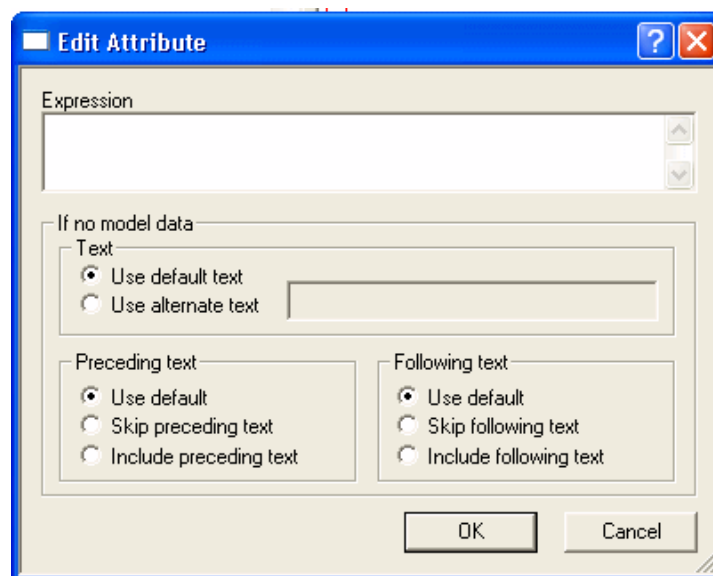 Edit Attribute
Expression
If no model data
Text
Use default text
Use alternate text
Preceding text
Use default
Skip preceding text
Include preceding text
Following text
Use default
Skip following text
Include following text
OK
Cancel